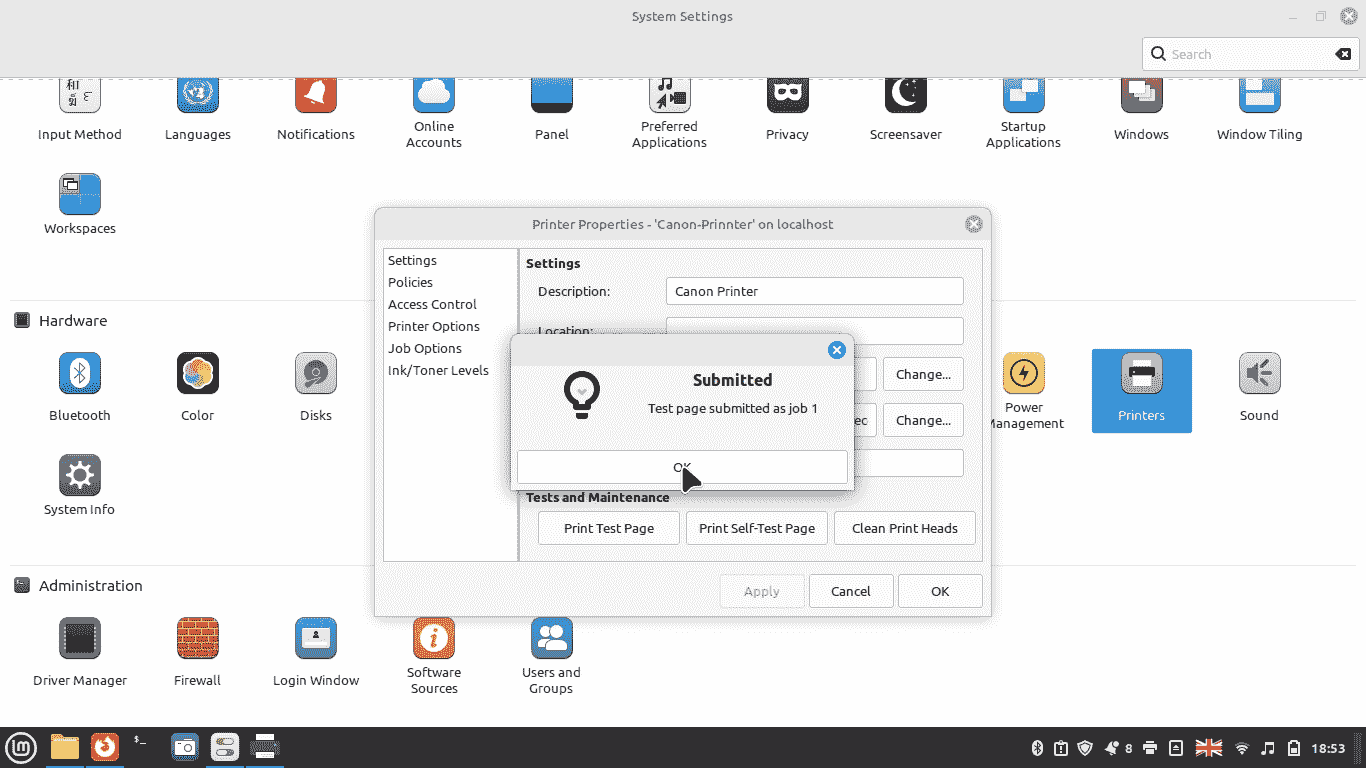 System Settings
Search
Input Method
Languages
Notifications
Online
Accounts
Panel
Preferred
Applications
Privacy
Screensaver
Startup
Applications
Windows
Window Tiling
Workspaces
Printer Properties - 'Canon-Prinnter' on localhost
Settings
Policies
Access Control
Printer Options
Job Options
Ink/Toner Levels
Settings
Description:
Canon Printer
Location:
Change...
Change...
Submitted
Test page submitted as job 1
OK
Tests and Maintenance
Print Test Page
Print Self-Test Page
Clean Print Heads
Apply
Cancel
OK
Hardware
Bluetooth
Color
Disks
Power
Management
Printers
Sound
System Info
Administration
Driver Manager
Firewall
Login Window
Software
Sources
Users and
Groups
8
18:53